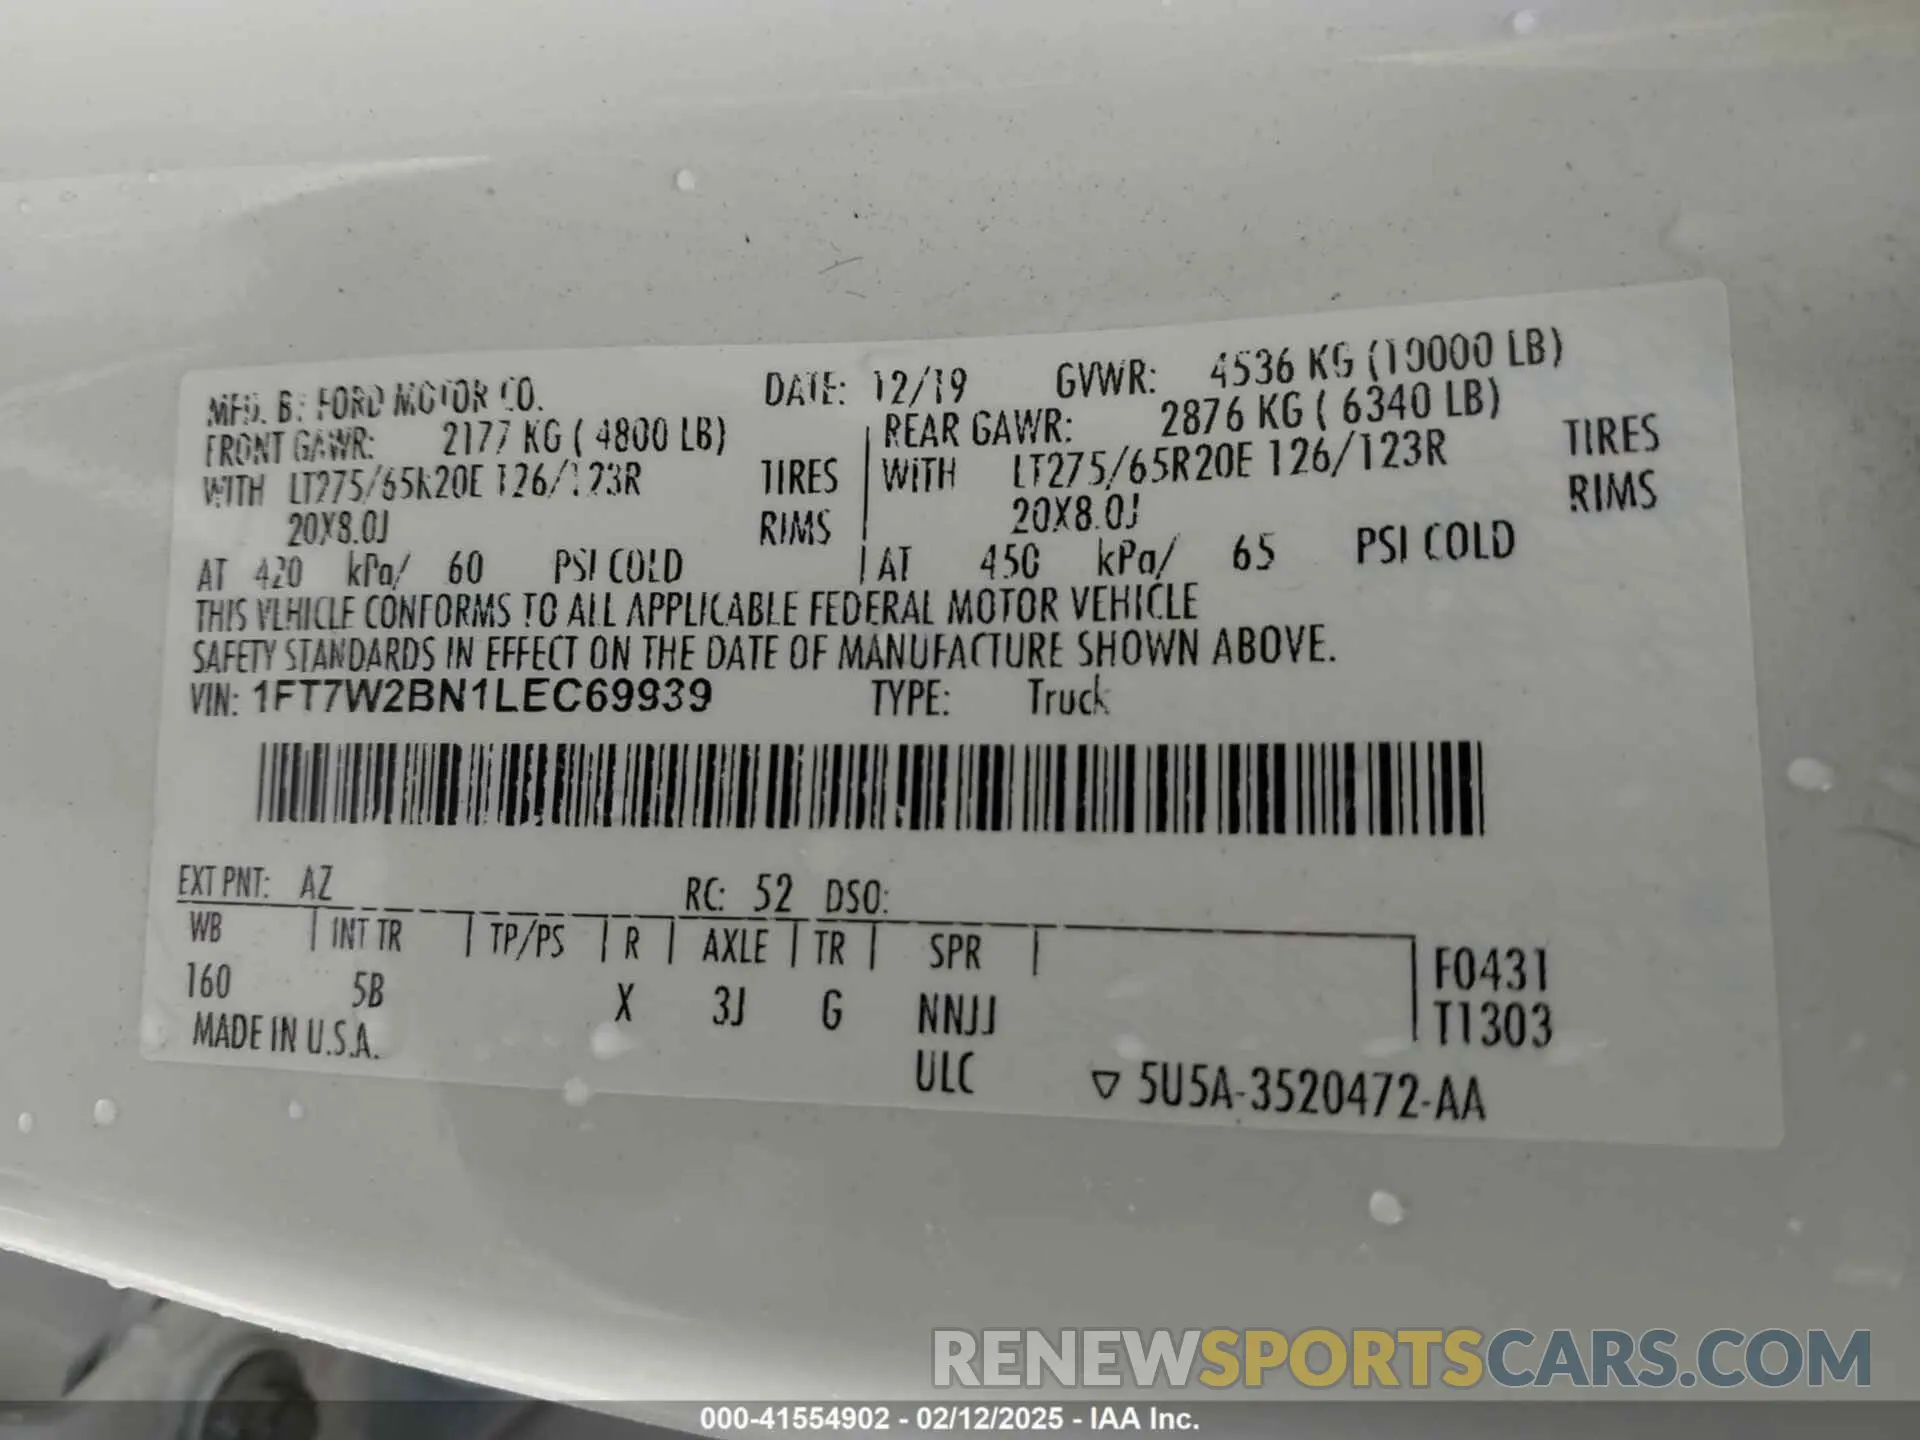 MFD. BY FORD MOTOR CO. DATE: 12/19 GVWR: 4536 KG (10000 LB)
FRONT GAWR: 2177 KG ( 4800 LB) REAR GAWR: 2876 KG ( 6340 LB)
WITH LT275/65R20E 126/123R TIRES WITH LT275/65R20E 126/123R TIRES
20X8.0J RIMS 20X8.0J RIMS
AT 420 kPa/ 60 PSI COLD AT 450 kPa/ 65 PSI COLD
THIS VEHICLE CONFORMS TO ALL APPLICABLE FEDERAL MOTOR VEHICLE
SAFETY STANDARDS IN EFFECT ON THE DATE OF MANUFACTURE SHOWN ABOVE.
VIN: 1FT7W2BN1LEC69939 TYPE: Truck
EXT PNT: AZ RC: 52 DSO:
WB INT TR TP/PS R AXLE TR SPR F0431
160 5B X 3J G NNJJ T1303
MADE IN U.S.A. ULC ▽ 5U5A-3520472-AA
RENEWSPORTSCARS.COM
000-41554902 - 02/12/2025 - IAA Inc.